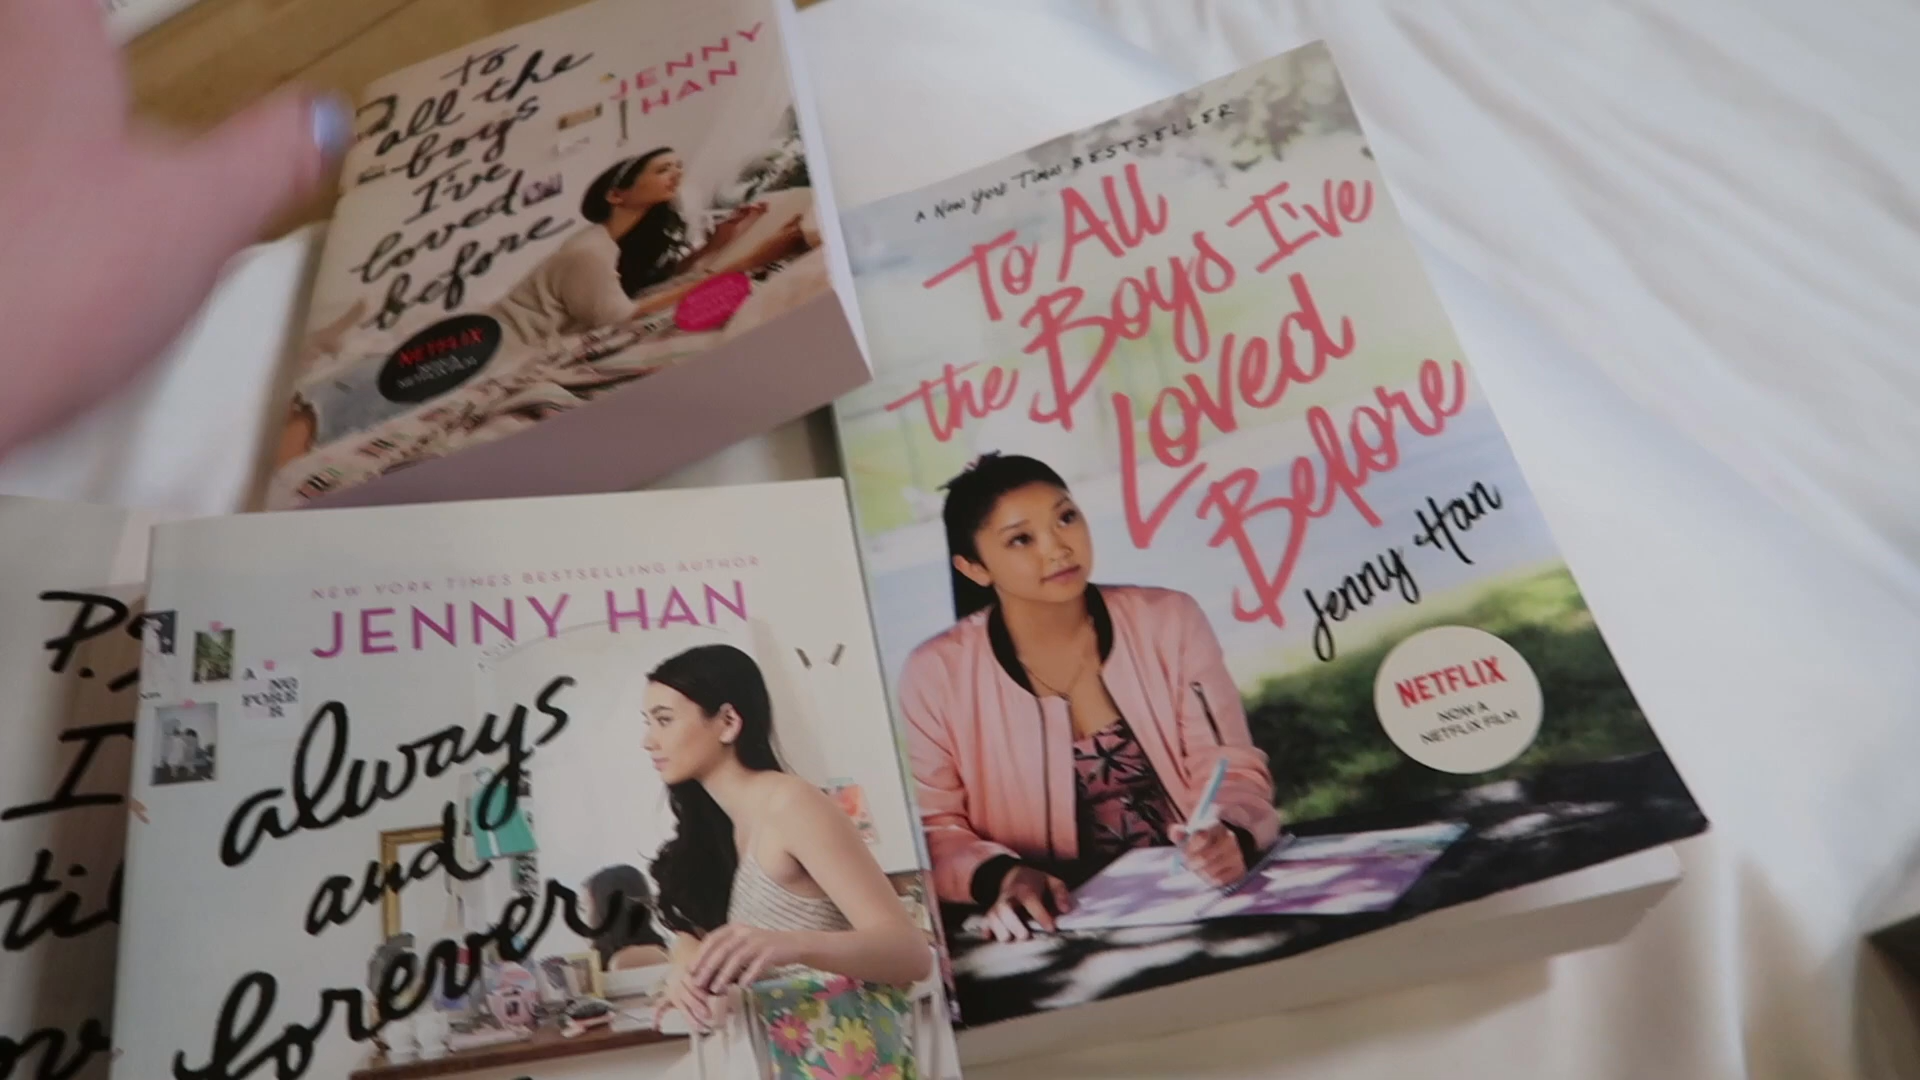 to
all the
boys
I've
loved
before
JENNY
HAN
NETFLIX
A New York Times BESTSELLER
To All
the Boys I've
Loved
Before
Jenny Han
NETFLIX
NOW A
NETFLIX FILM
P.
I
til
NEW YORK TIMES BESTSELLING AUTHOR
JENNY HAN
always
and
forever,